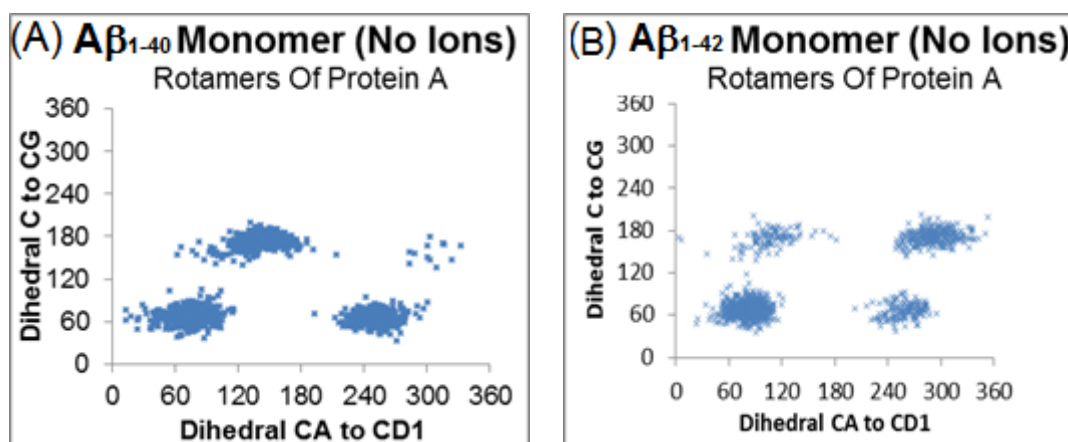 (A) Aβ1-40 Monomer (No Ions)
Rotamers Of Protein A
360
300
240
180
120
60
0
Dihedral C to CG
0 60 120 180 240 300 360
Dihedral CA to CD1
(B) Aβ1-42 Monomer (No Ions)
Rotamers Of Protein A
360
300
240
180
120
60
0
Dihedral C to CG
0 60 120 180 240 300 360
Dihedral CA to CD1